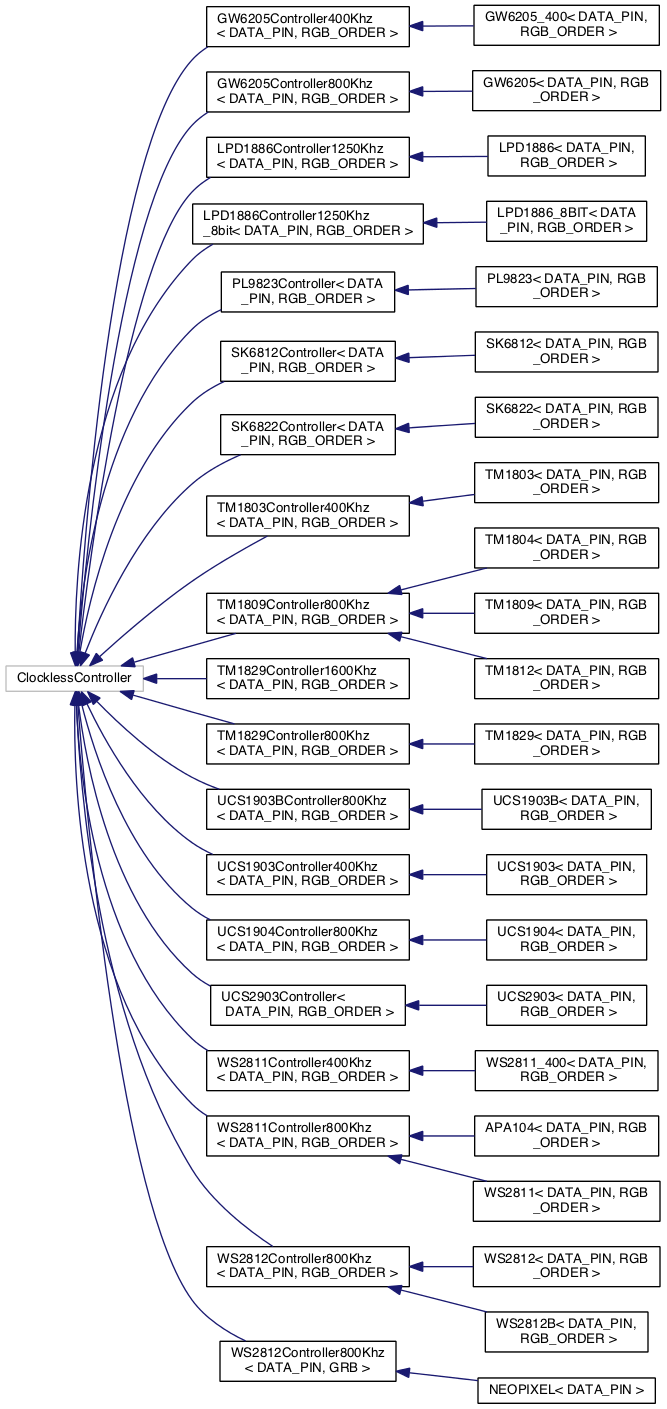 GW6205Controller400Khz
< DATA_PIN, RGB_ORDER >
GW6205_400< DATA_PIN,
RGB_ORDER >
GW6205Controller800Khz
< DATA_PIN, RGB_ORDER >
GW6205< DATA_PIN, RGB
_ORDER >
LPD1886Controller1250Khz
< DATA_PIN, RGB_ORDER >
LPD1886< DATA_PIN,
RGB_ORDER >
LPD1886Controller1250Khz
_8bit< DATA_PIN, RGB_ORDER >
LPD1886_8BIT< DATA
_PIN, RGB_ORDER >
PL9823Controller< DATA
_PIN, RGB_ORDER >
PL9823< DATA_PIN, RGB
_ORDER >
SK6812Controller< DATA
_PIN, RGB_ORDER >
SK6812< DATA_PIN, RGB
_ORDER >
SK6822Controller< DATA
_PIN, RGB_ORDER >
SK6822< DATA_PIN, RGB
_ORDER >
TM1803Controller400Khz
< DATA_PIN, RGB_ORDER >
TM1803< DATA_PIN, RGB
_ORDER >
TM1804< DATA_PIN, RGB
_ORDER >
TM1809Controller800Khz
< DATA_PIN, RGB_ORDER >
TM1809< DATA_PIN, RGB
_ORDER >
ClocklessController
TM1829Controller1600Khz
< DATA_PIN, RGB_ORDER >
TM1812< DATA_PIN, RGB
_ORDER >
TM1829Controller800Khz
< DATA_PIN, RGB_ORDER >
TM1829< DATA_PIN, RGB
_ORDER >
UCS1903BController800Khz
< DATA_PIN, RGB_ORDER >
UCS1903B< DATA_PIN,
RGB_ORDER >
UCS1903Controller400Khz
< DATA_PIN, RGB_ORDER >
UCS1903< DATA_PIN,
RGB_ORDER >
UCS1904Controller800Khz
< DATA_PIN, RGB_ORDER >
UCS1904< DATA_PIN,
RGB_ORDER >
UCS2903Controller<
DATA_PIN, RGB_ORDER >
UCS2903< DATA_PIN,
RGB_ORDER >
WS2811Controller400Khz
< DATA_PIN, RGB_ORDER >
WS2811_400< DATA_PIN,
RGB_ORDER >
WS2811Controller800Khz
< DATA_PIN, RGB_ORDER >
APA104< DATA_PIN, RGB
_ORDER >
WS2811< DATA_PIN, RGB
_ORDER >
WS2812Controller800Khz
< DATA_PIN, RGB_ORDER >
WS2812< DATA_PIN, RGB
_ORDER >
WS2812B< DATA_PIN,
RGB_ORDER >
WS2812Controller800Khz
< DATA_PIN, GRB >
NEOPIXEL< DATA_PIN >